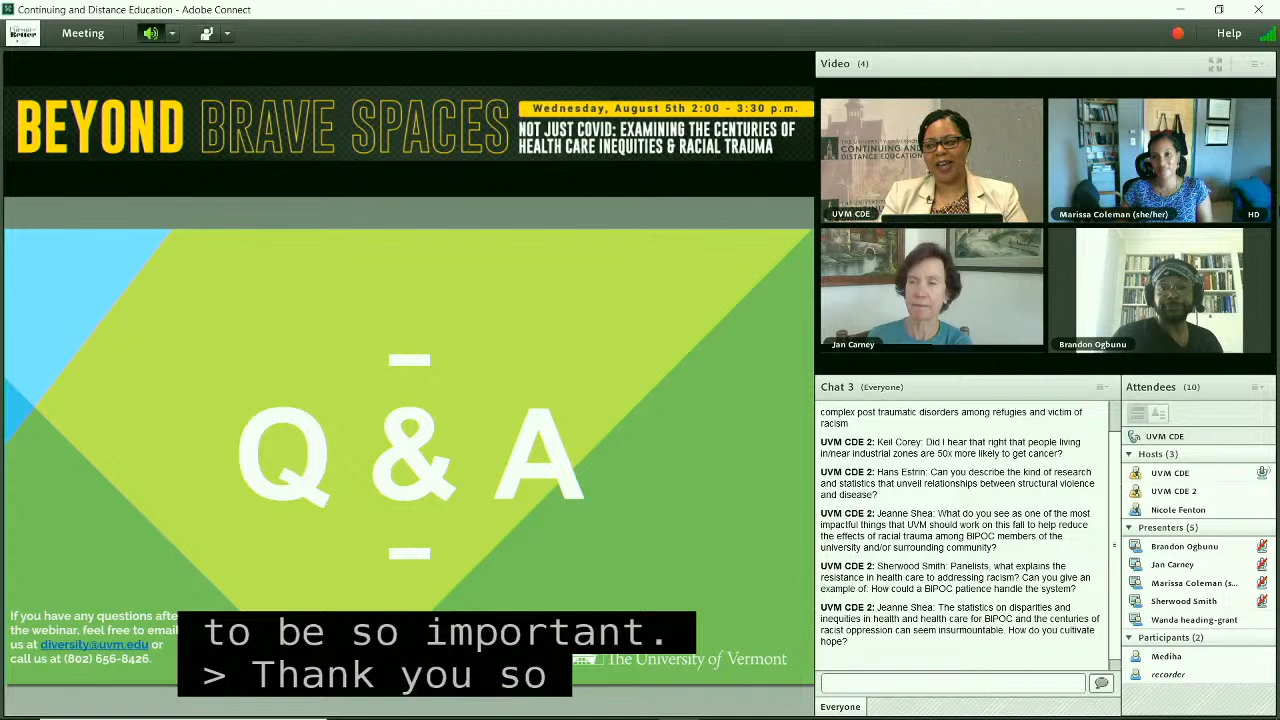 Continuing and Distance Education - Adobe Connect
Meeting
Help
BEYOND BRAVE SPACES
Wednesday, August 5th 2:00 - 3:30 p.m.
NOT JUST COVID: EXAMINING THE CENTURIES OF
HEALTH CARE INEQUITIES & RACIAL TRAUMA
Q & A
If you have any questions afte
the webinar, feel free to email
us at diversity@uvm.edu or
call us at (802) 656-8426.
to be so important.
> Thank you so
The University of Vermont
Video (4)
CONTINUING AND
DISTANCE EDUCATION
UVM CDE
Marissa Coleman (she/her)
HD
Jan Carney
Brandon Ogbunu
Chat 3 (Everyone)
complex post traumatic disorders among refugies and victim of
racism
UVM CDE 2: Keil Corey: Did I hear that right that people living
in/near industrial zones are 50x more likely to get cancer?
UVM CDE 2: Hans Estrin: Can you describe the kind of research
and statistics that unveil relationships between structural violence
and disease?
UVM CDE 2: Jeanne Shea: What do you see as one of the most
impactful things that UVM should work on this fall to help reduce
the effects of racial trauma among BIPOC members of the
university and/or surrounding community?
UVM CDE 2: Sherwood Smith: Panelists, what explains the
resistance in health care to addressing racism? Can you give an
example of. How could a BIPOC patience handle the system?
UVM CDE 2: Jeanne Shea: The statistics on disparities and
inequities in health and health care for BIPOC and the centuries of
racist oppression can seem insurmountable. How do you cultivate
hope?
Everyone
Attendees (10)
UVM CDE
Hosts (3)
UVM CDE
UVM CDE 2
Nicole Fenton
Presenters (5)
Brandon Ogbunu
Jan Carney
Marissa Coleman (s...
Sherwood Smith
Wanda heading-grant
Participants (2)
Mediha
recorder